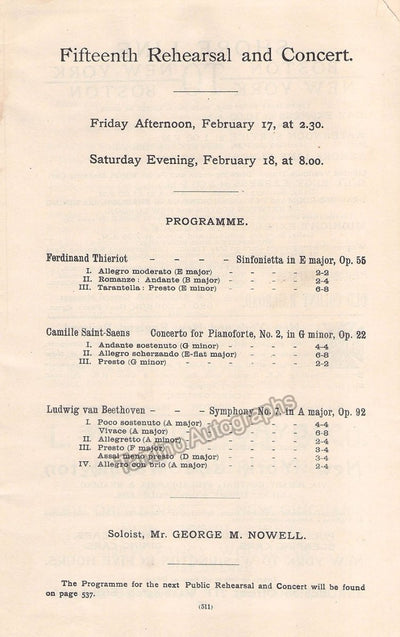 Fifteenth Rehearsal and Concert.
Friday Afternoon, February 17, at 2.30.
Saturday Evening, February 18, at 8.00.
PROGRAMME.
Ferdinand Thieriot - - - - Sinfonietta in E major, Op. 55
I. Allegro moderato (E major) - - - - 2-2
II. Romanze: Andante (B major) - - - - 2-4
III. Tarantella: Presto (E minor) - - - - 6-8
Camille Saint-Saens Concerto for Pianoforte, No. 2, in G minor, Op. 22
I. Andante sostenuto (G minor) - - - - 4-4
II. Allegro scherzando (E-flat major) - - - 6-8
III. Presto (G minor) - - - - - 2-2
Ludwig van Beethoven - - - Symphony No. 7, in A major, Op. 92
I. Poco sostenuto (A major) - - - - 4-4
Vivace (A major) - - - - 6-8
II. Allegretto (A minor) - - - - 2-4
III. Presto (F major) - - - - 3-4
Assai meno presto (D major) - - - 3-4
IV. Allegro con brio (A major) - - - - 2-4
Tamino Autographs
Soloist, Mr. GEORGE M. NOWELL.
The Programme for the next Public Rehearsal and Concert will be found
on page 537.
(511)